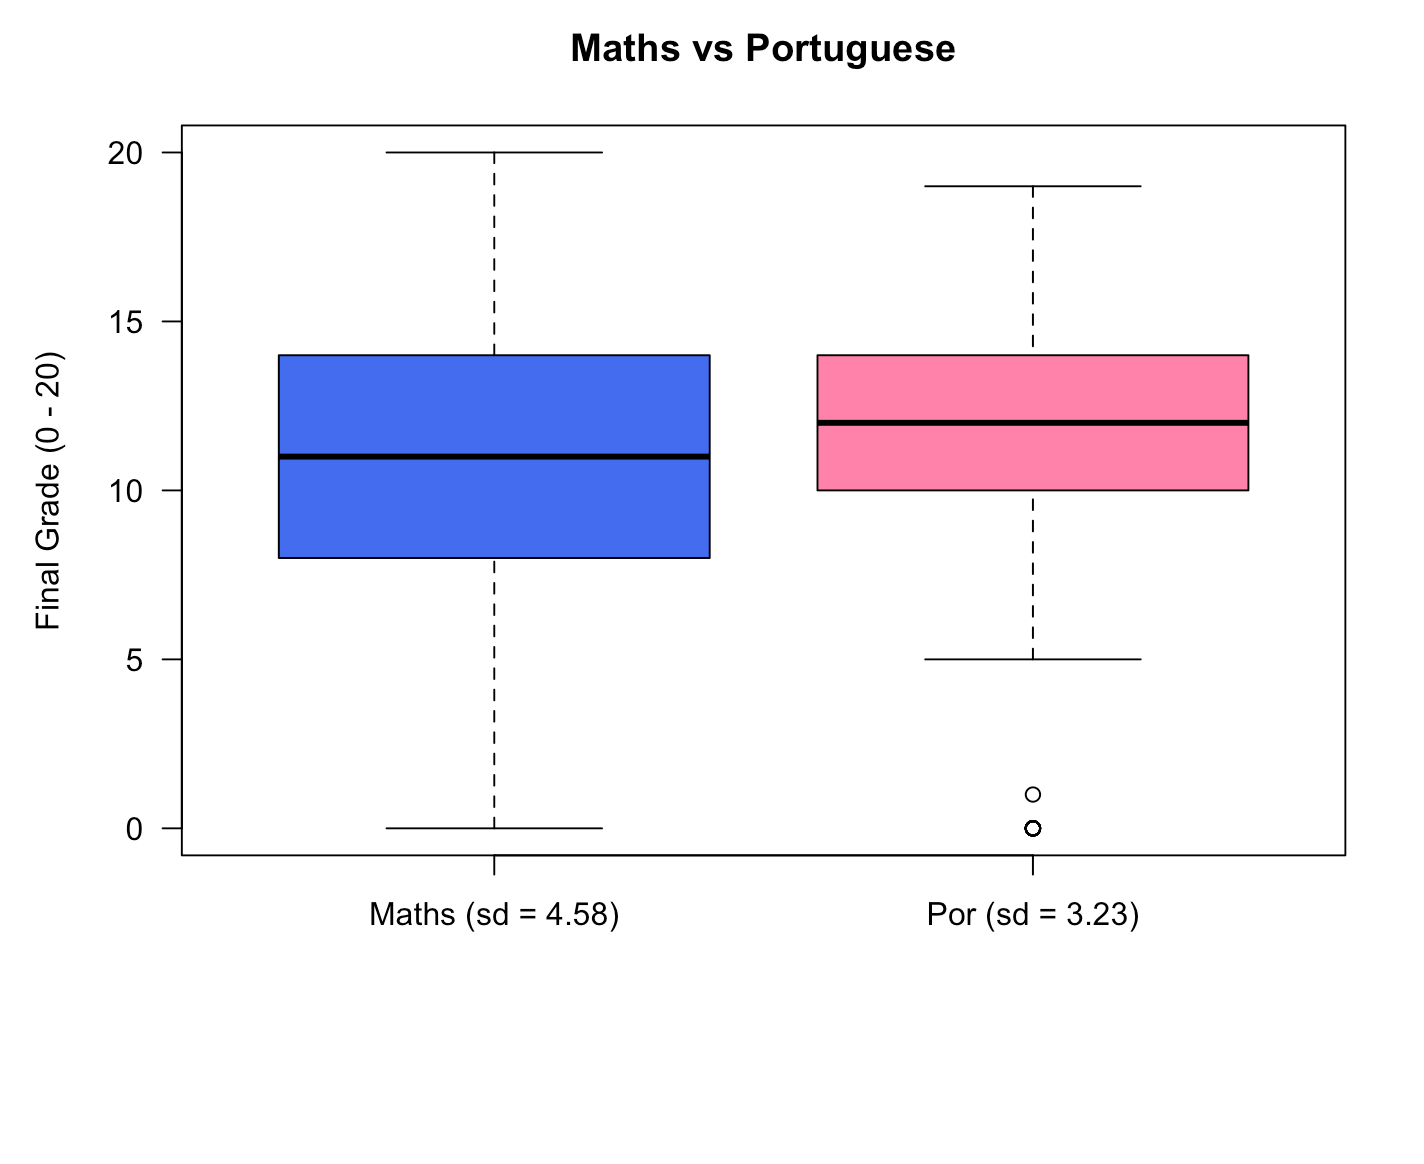 Maths vs Portuguese
Final Grade (0 - 20)
20
15
10
5
0
Maths (sd = 4.58)
Por (sd = 3.23)